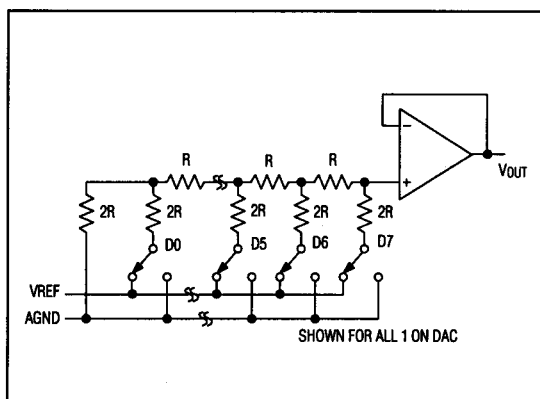 R R R
−
+
VOUT
2R 2R 2R 2R 2R
D0 D5 D6 D7
VREF
AGND
SHOWN FOR ALL 1 ON DAC